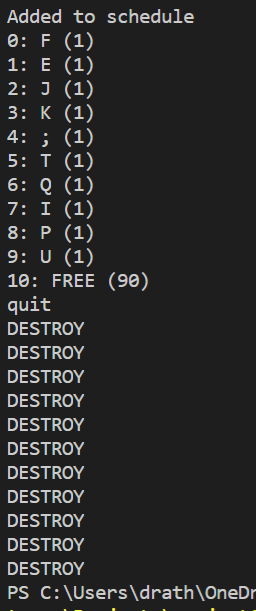 Added to schedule
0: F (1)
1: E (1)
2: J (1)
3: K (1)
4: ; (1)
5: T (1)
6: Q (1)
7: I (1)
8: P (1)
9: U (1)
10: FREE (90)
quit
DESTROY
DESTROY
DESTROY
DESTROY
DESTROY
DESTROY
DESTROY
DESTROY
DESTROY
DESTROY
DESTROY
PS C:\Users\drath\OneDr